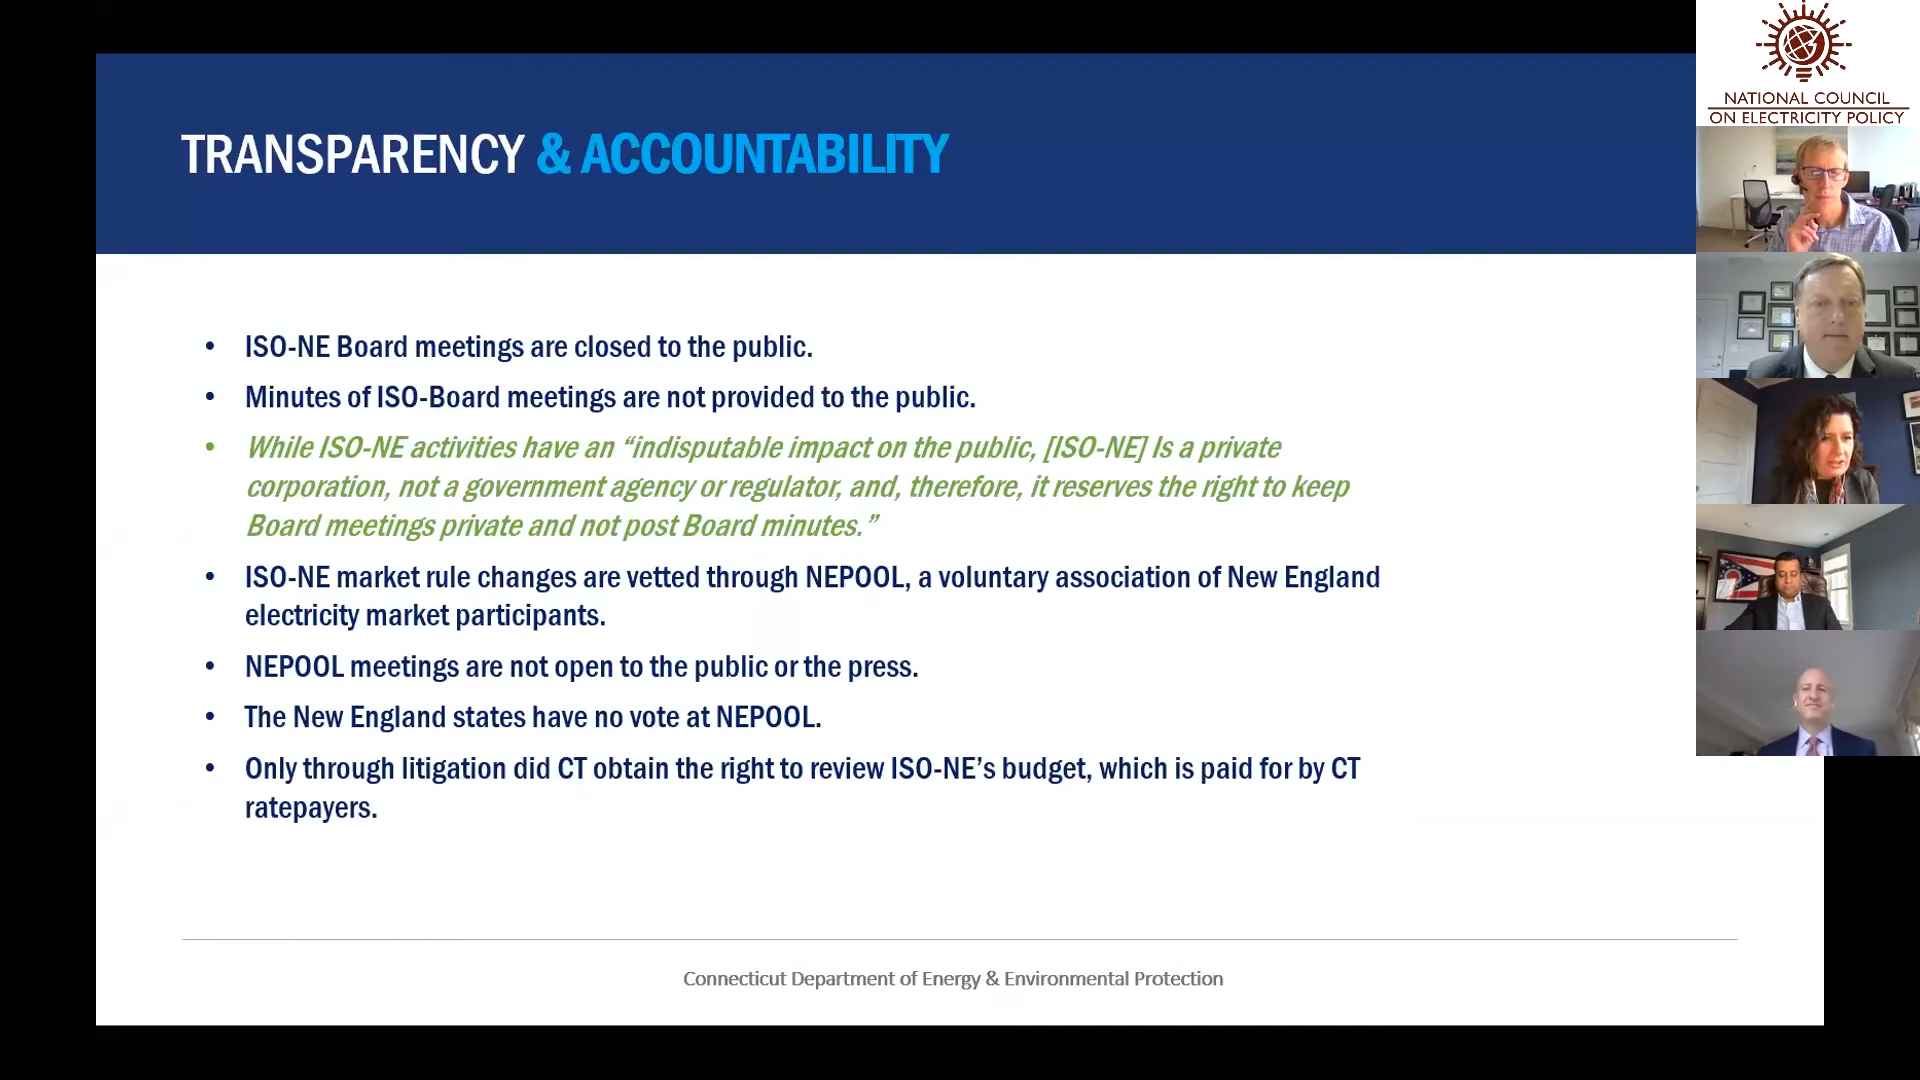 TRANSPARENCY & ACCOUNTABILITY
NATIONAL COUNCIL
ON ELECTRICITY POLICY
• ISO-NE Board meetings are closed to the public.
• Minutes of ISO-Board meetings are not provided to the public.
• While ISO-NE activities have an “indisputable impact on the public, [ISO-NE] Is a private
corporation, not a government agency or regulator, and, therefore, it reserves the right to keep
Board meetings private and not post Board minutes.”
• ISO-NE market rule changes are vetted through NEPOOL, a voluntary association of New England
electricity market participants.
• NEPOOL meetings are not open to the public or the press.
• The New England states have no vote at NEPOOL.
• Only through litigation did CT obtain the right to review ISO-NE’s budget, which is paid for by CT
ratepayers.
Connecticut Department of Energy & Environmental Protection